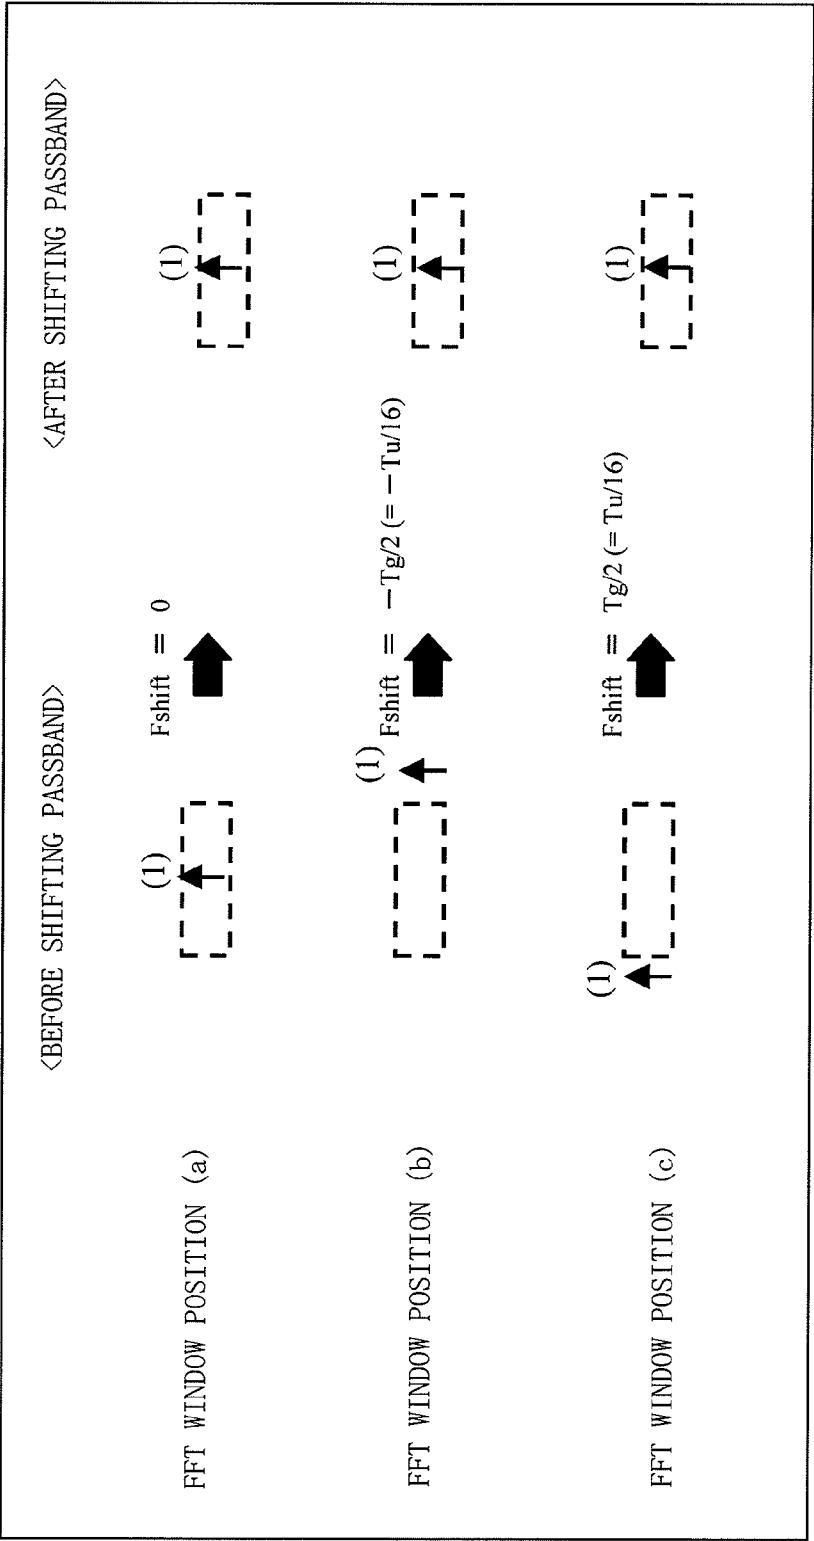 <BEFORE SHIFTING PASSBAND>
<AFTER SHIFTING PASSBAND>
FFT WINDOW POSITION (a)
(1)
Fshift = 0
(1)
FFT WINDOW POSITION (b)
(1)
Fshift = −Tg/2 (= −Tu/16)
(1)
FFT WINDOW POSITION (c)
(1)
Fshift = Tg/2 (= Tu/16)
(1)